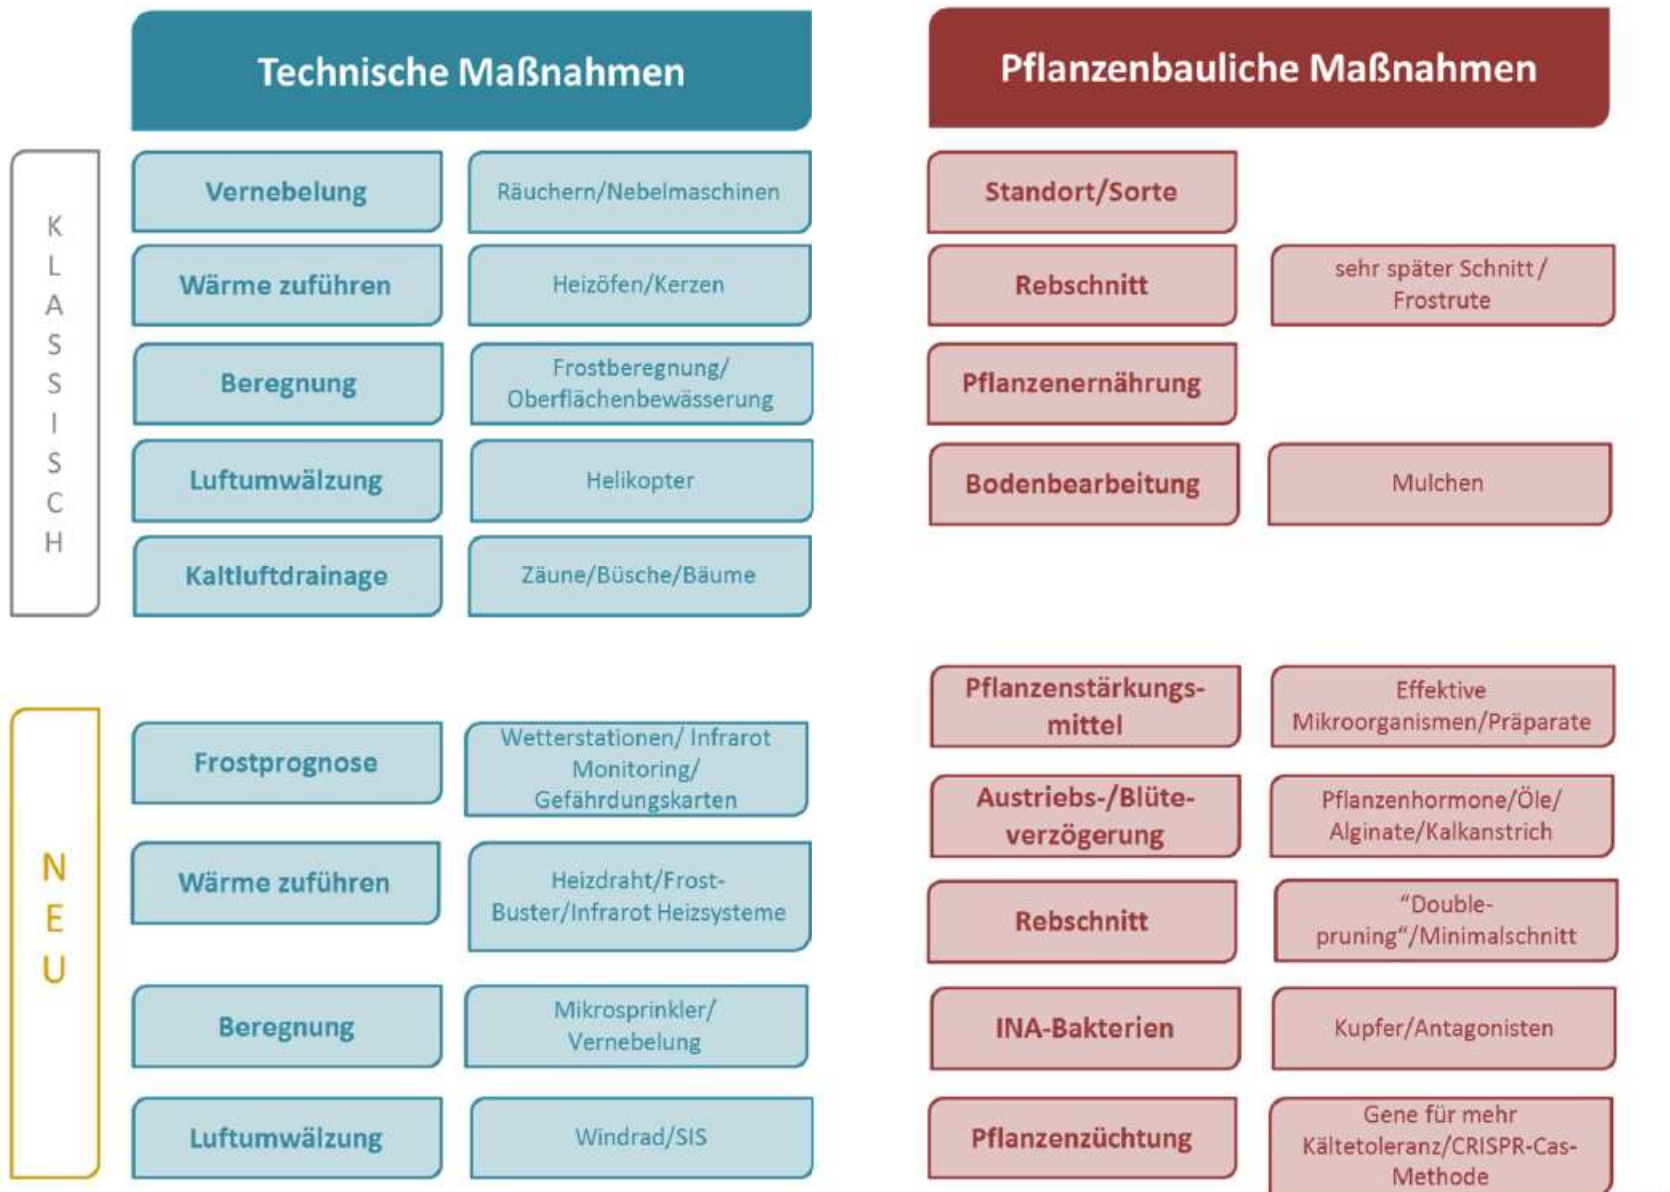 Technische Maßnahmen
Pflanzenbauliche Maßnahmen
KLASSISCH
Vernebelung
Räuchern/Nebelmaschinen
Wärme zuführen
Heizöfen/Kerzen
Beregnung
Frostberegnung/
Oberflächenbewässerung
Luftumwälzung
Helikopter
Kaltluftdrainage
Zäune/Büsche/Bäume
Standort/Sorte
Rebschnitt
sehr später Schnitt/
Frostrute
Pflanzenernährung
Bodenbearbeitung
Mulchen
NEU
Frostprognose
Wetterstationen/ Infrarot
Monitoring/
Gefährdungskarten
Wärme zuführen
Heizdraht/Frost-
Buster/Infrarot Heizsysteme
Beregnung
Mikrosprinkler/
Vernebelung
Luftumwälzung
Windrad/SIS
Pflanzenstärkungs-
mittel
Effektive
Mikroorganismen/Präparate
Austriebs-/Blüte-
verzögerung
Pflanzenhormone/Öle/
Alginate/Kalkanstrich
Rebschnitt
“Double-
pruning“/Minimalschnitt
INA-Bakterien
Kupfer/Antagonisten
Pflanzenzüchtung
Gene für mehr
Kältetoleranz/CRISPR-Cas-
Methode